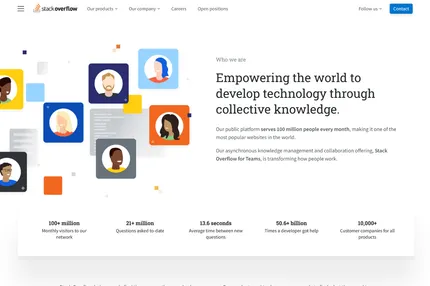 stackoverflow
Our products
Our company
Careers
Open positions
Follow us
Contact
Who we are
Empowering the world to
develop technology through
collective knowledge.
Our public platform serves 100 million people every month, making it one of
the most popular websites in the world.
Our asynchronous knowledge management and collaboration offering, Stack
Overflow for Teams, is transforming how people work.
100+ million
Monthly visitors to our
network
21+ million
Questions asked to-date
13.6 seconds
Average time between new
questions
50.6+ billion
Times a developer got help
10,000+
Customer companies for all
products